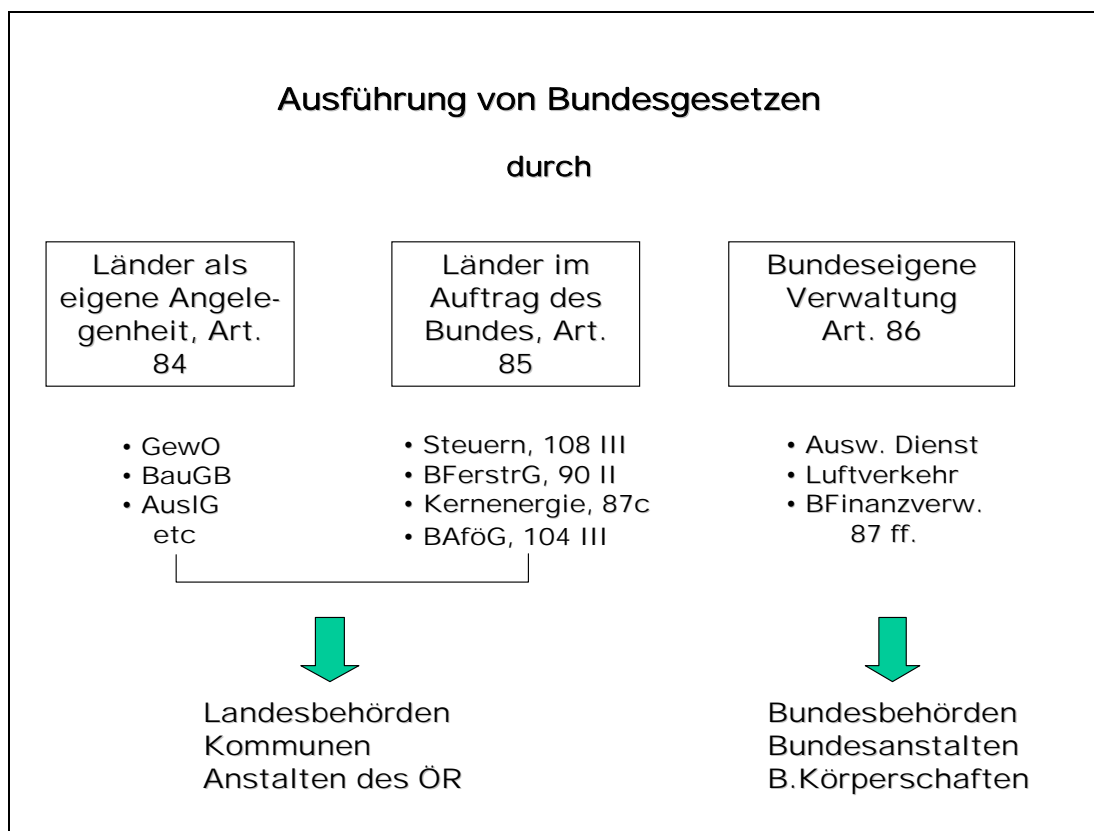 Ausführung von Bundesgesetzen
durch
Länder als
eigene Angele-
genheit, Art.
84
Länder im
Auftrag des
Bundes, Art.
85
Bundeseigene
Verwaltung
Art. 86
• GewO
• BauGB
• AuslG
etc
• Steuern, 108 III
• BFerstrG, 90 II
• Kernenergie, 87c
• BAföG, 104 III
• Ausw. Dienst
• Luftverkehr
• BFinanzverw.
87 ff.
Landesbehörden
Kommunen
Anstalten des ÖR
Bundesbehörden
Bundesanstalten
B.Körperschaften